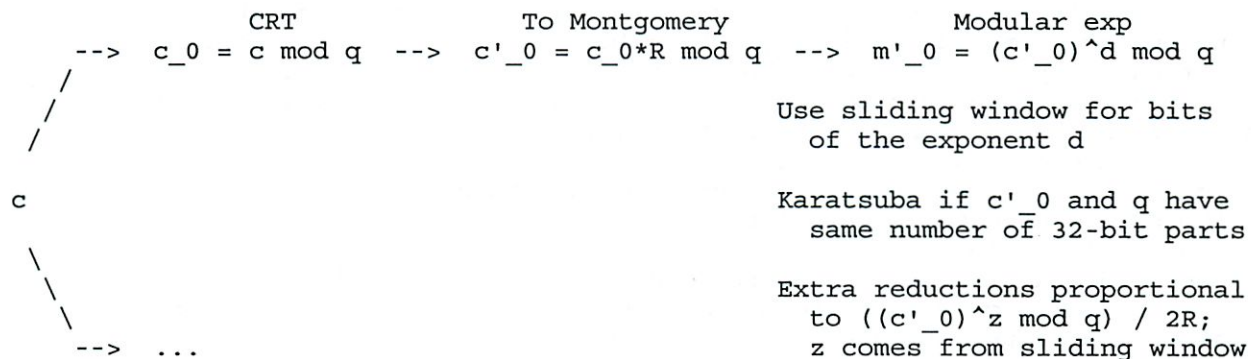 CRT To Montgomery Modular exp
--> c_0 = c mod q --> c'_0 = c_0*R mod q --> m'_0 = (c'_0)^d mod q
Use sliding window for bits
of the exponent d
c
Karatsuba if c'_0 and q have
same number of 32-bit parts
Extra reductions proportional
to ((c'_0)^z mod q) / 2R;
--> ... z comes from sliding window